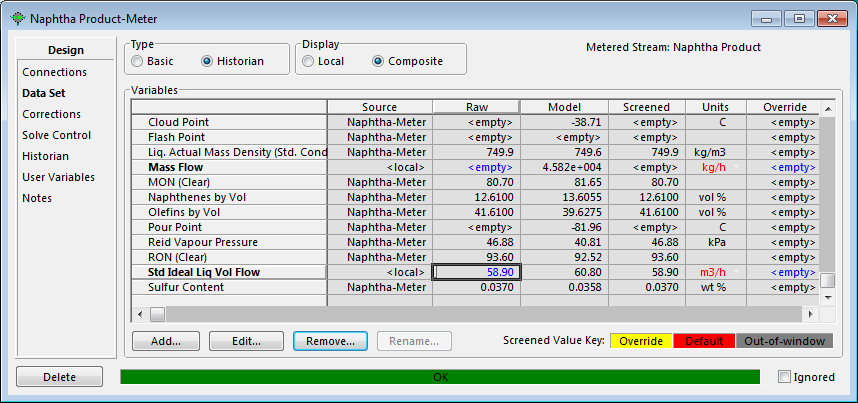 Naphtha Product-Meter
Design
Connections
Data Set
Corrections
Solve Control
Historian
User Variables
Notes
Type
Basic Historian
Display
Local Composite
Metered Stream: Naphtha Product
Variables
Source Raw Model Screened Units Override
Cloud Point Naphtha-Meter <empty> -38.71 <empty> C <empty>
Flash Point Naphtha-Meter <empty> <empty> <empty> <empty>
Liq. Actual Mass Density (Std. Cond Naphtha-Meter 749.9 749.6 749.9 kg/m3 <empty>
Mass Flow <local> <empty> 4.582e+004 <empty> kg/h <empty>
MON (Clear) Naphtha-Meter 80.70 81.65 80.70 <empty>
Naphthenes by Vol Naphtha-Meter 12.6100 13.6055 12.6100 vol % <empty>
Olefins by Vol Naphtha-Meter 41.6100 39.6275 41.6100 vol % <empty>
Pour Point Naphtha-Meter <empty> -81.96 <empty> C <empty>
Reid Vapour Pressure Naphtha-Meter 46.88 40.81 46.88 kPa <empty>
RON (Clear) Naphtha-Meter 93.60 92.52 93.60 <empty>
Std Ideal Liq Vol Flow <local> 58.90 60.80 58.90 m3/h <empty>
Sulfur Content Naphtha-Meter 0.0370 0.0358 0.0370 wt % <empty>
Add... Edit... Remove... Rename...
Screened Value Key: Override Default Out-of-window
Delete OK Ignored